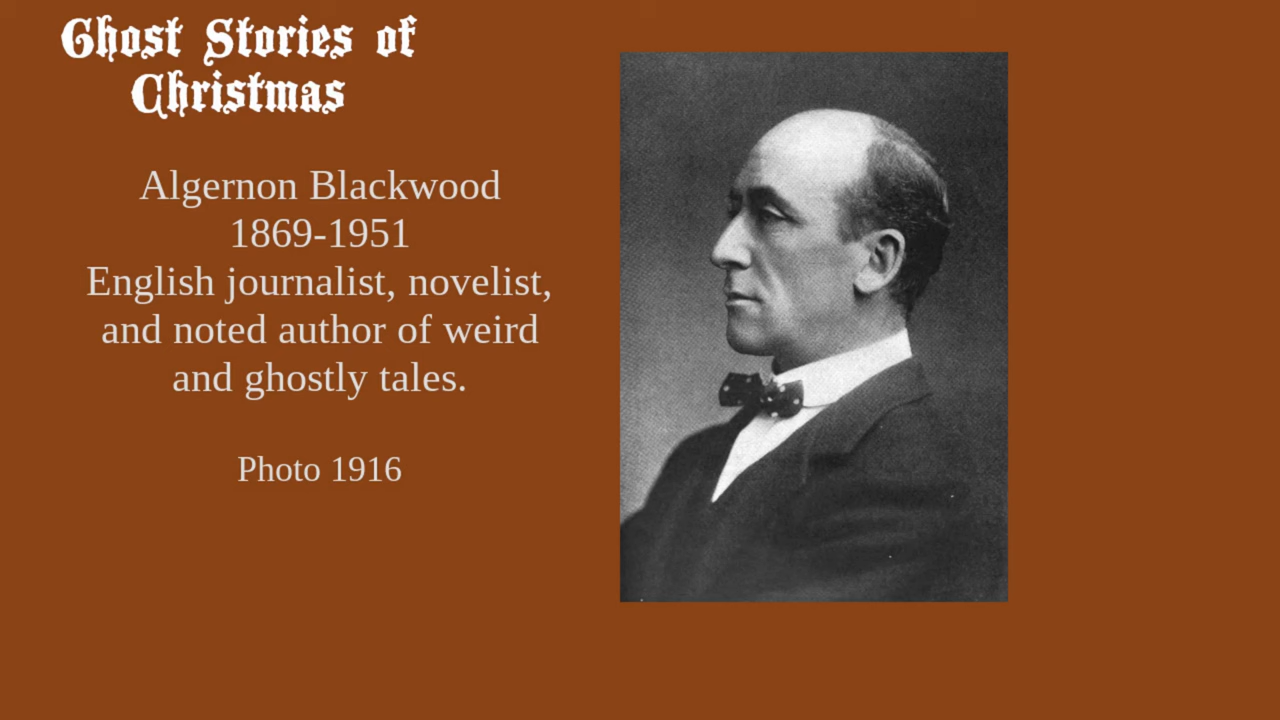 Ghost Stories of
Christmas
Algernon Blackwood
1869-1951
English journalist, novelist,
and noted author of weird
and ghostly tales.
Photo 1916